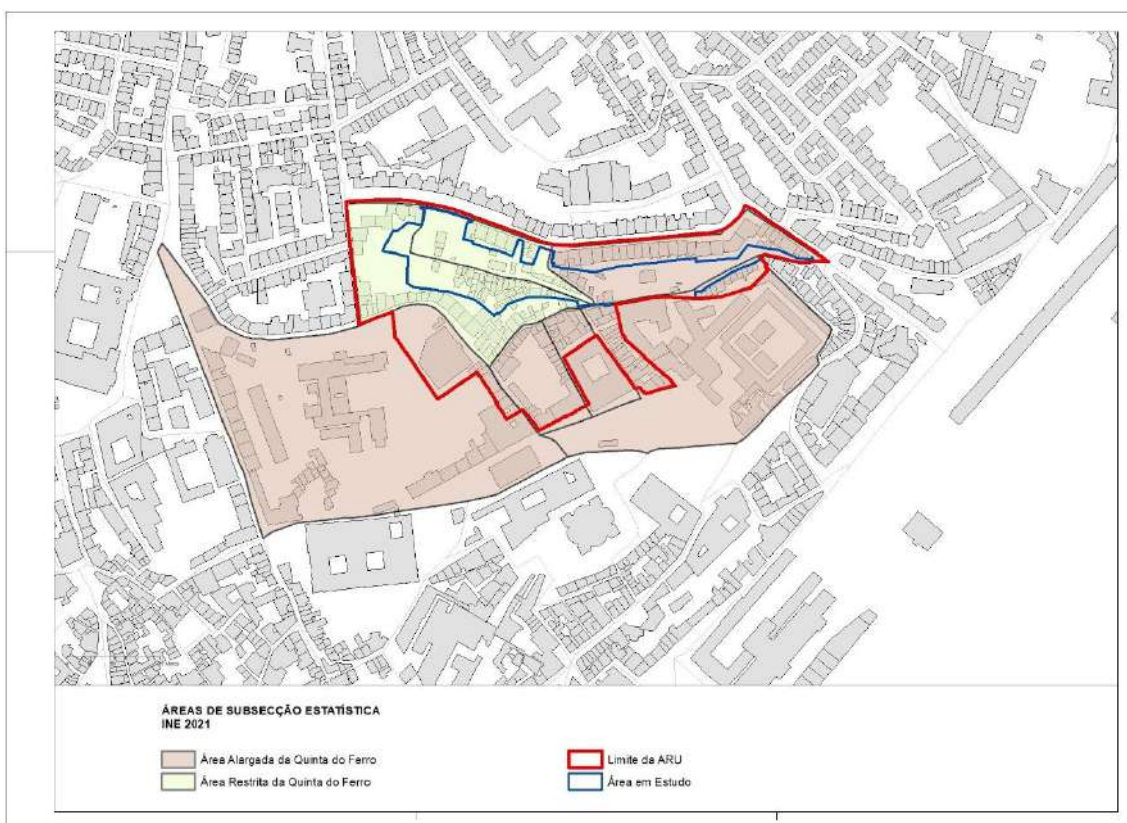 ÁREAS DE SUBSECÇÃO ESTATÍSTICA
INE 2021
Área Alargada da Quinta do Ferro
Área Restrita da Quinta do Ferro
Limite da ARU
Área em Estudo